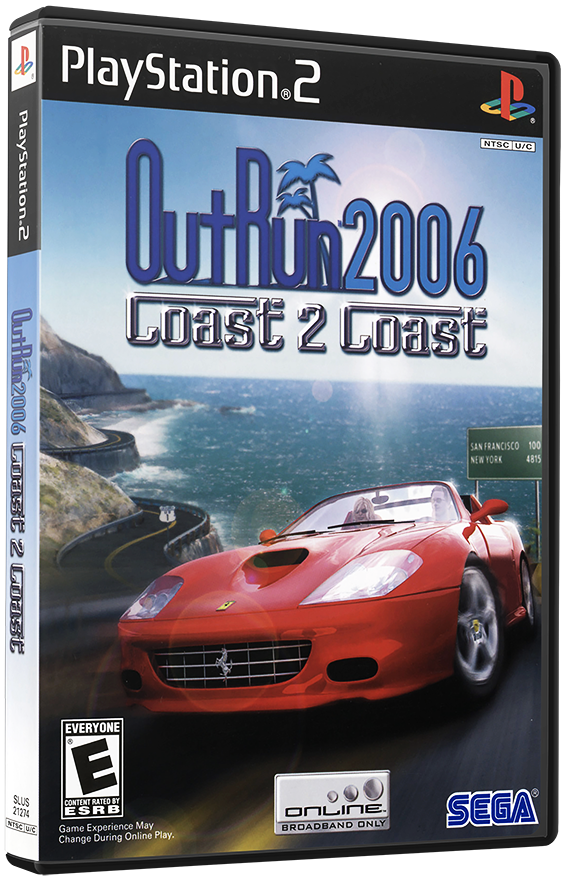 PlayStation®2
NTSC U/C
OutRun2006
Coast 2 Coast
SAN FRANCISCO 100
NEW YORK 4815
EVERYONE
E
®
CONTENT RATED BY
ESRB
Game Experience May
Change During Online Play.
ONLINE™
BROADBAND ONLY
SEGA®
PlayStation®2
OutRun2006 Coast 2 Coast
SLUS
21274
NTSC U/C